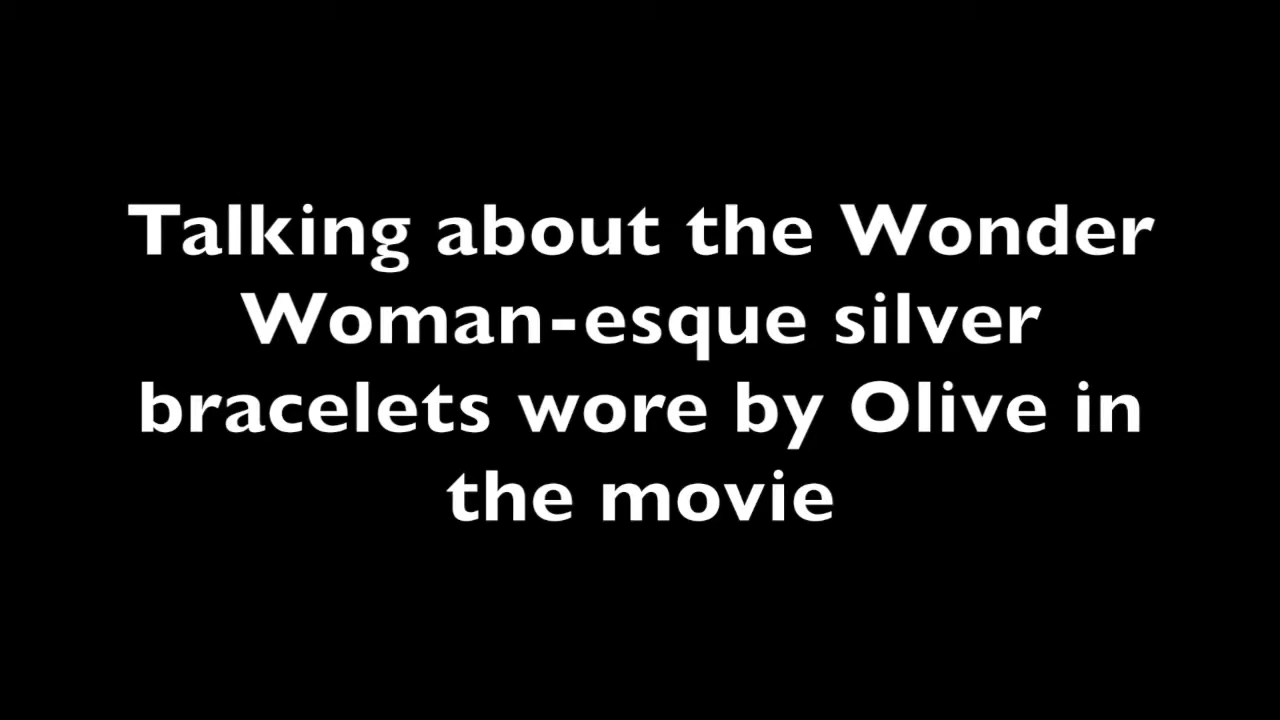 Talking about the Wonder
Woman-esque silver
bracelets wore by Olive in
the movie